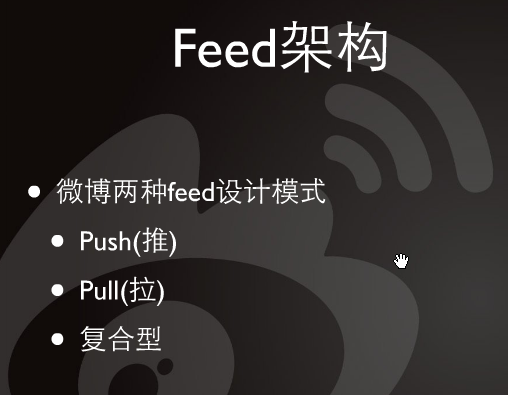 Feed架构
微博两种feed设计模式
Push(推)
Pull(拉)
复合型